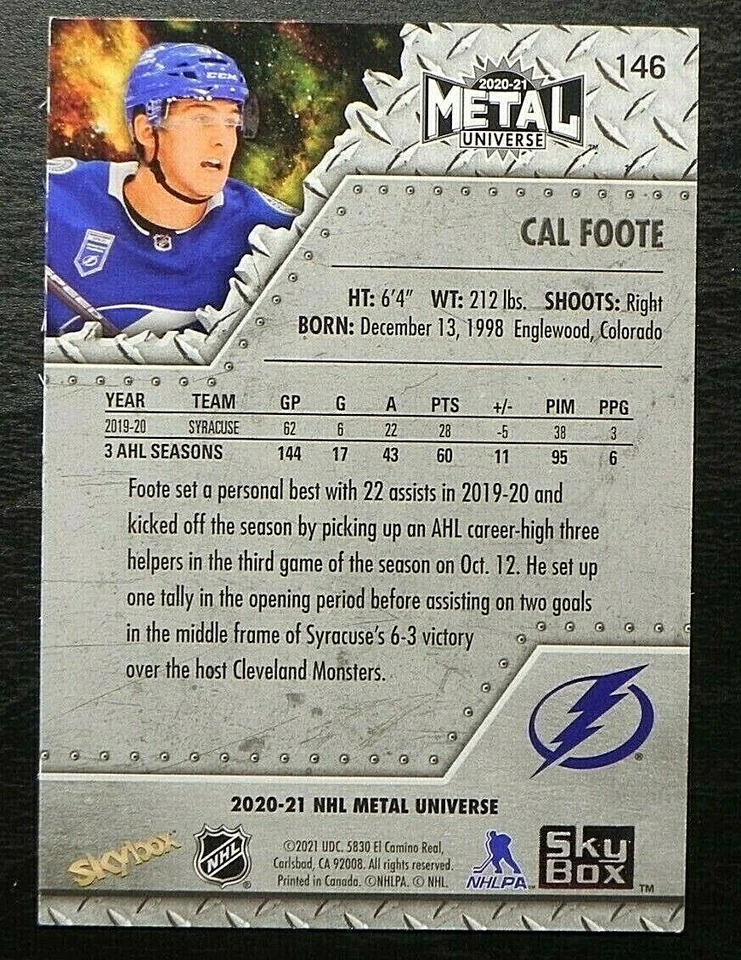 CCM
146
2020-21
METAL
UNIVERSE
CAL FOOTE
HT: 6'4" WT: 212 lbs. SHOOTS: Right
BORN: December 13, 1998 Englewood, Colorado
YEAR TEAM GP G A PTS +/- PIM PPG
2019-20 SYRACUSE 62 6 22 28 -5 38 3
3 AHL SEASONS 144 17 43 60 11 95 6
Foote set a personal best with 22 assists in 2019-20 and
kicked off the season by picking up an AHL career-high three
helpers in the third game of the season on Oct. 12. He set up
one tally in the opening period before assisting on two goals
in the middle frame of Syracuse's 6-3 victory
over the host Cleveland Monsters.
®
2020-21 NHL METAL UNIVERSE
Skybox
NHL
®
©2021 UDC. 5830 El Camino Real,
Carlsbad, CA 92008. All rights reserved.
Printed in Canada. ©NHLPA. © NHL.
NHLPA™
Sky
Box
™